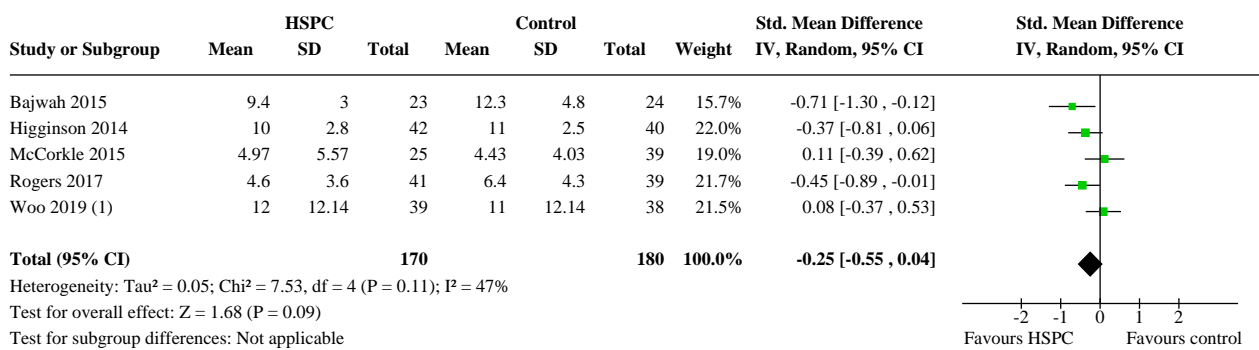 HSPC Control Std. Mean Difference Std. Mean Difference
Study or Subgroup Mean SD Total Mean SD Total Weight IV, Random, 95% CI IV, Random, 95% CI
Bajwah 2015 9.4 3 23 12.3 4.8 24 15.7% -0.71 [-1.30 , -0.12]
Higginson 2014 10 2.8 42 11 2.5 40 22.0% -0.37 [-0.81 , 0.06]
McCorkle 2015 4.97 5.57 25 4.43 4.03 39 19.0% 0.11 [-0.39 , 0.62]
Rogers 2017 4.6 3.6 41 6.4 4.3 39 21.7% -0.45 [-0.89 , -0.01]
Woo 2019 (1) 12 12.14 39 11 12.14 38 21.5% 0.08 [-0.37 , 0.53]
Total (95% CI) 170 180 100.0% -0.25 [-0.55 , 0.04]
Heterogeneity: Tau² = 0.05; Chi² = 7.53, df = 4 (P = 0.11); I² = 47%
Test for overall effect: Z = 1.68 (P = 0.09)
-2 -1 0 1 2
Test for subgroup differences: Not applicable
Favours HSPC Favours control